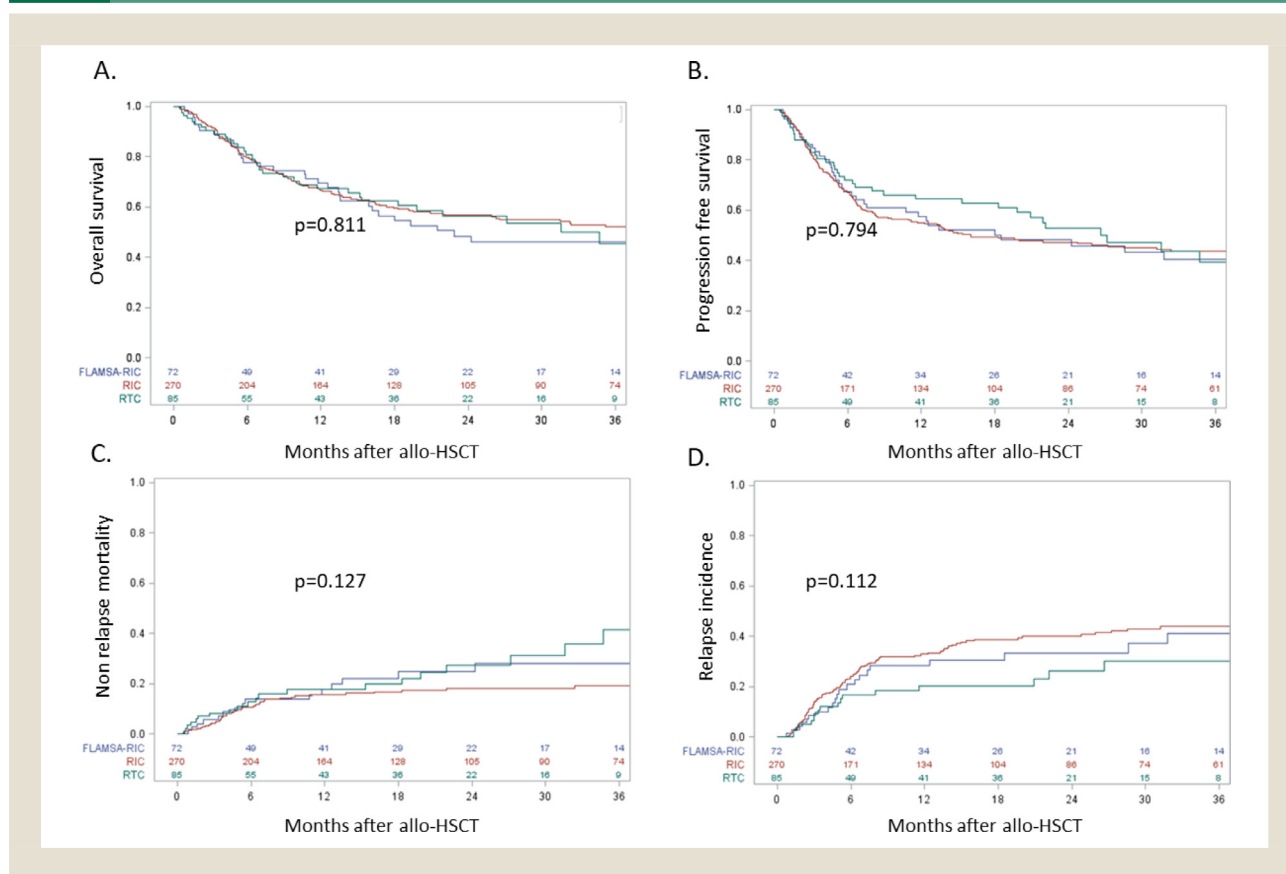 A.
1.0
0.8
0.6
0.4
0.2
0.0
Overall survival
p=0.811
FLAMSA-RIC 72 49 41 29 22 17 14
RIC 270 204 164 128 105 90 74
RTC 85 55 43 36 22 16 9
0 6 12 18 24 30 36
Months after allo-HSCT
B.
1.0
0.8
0.6
0.4
0.2
0.0
Progression free survival
p=0.794
FLAMSA-RIC 72 42 34 26 21 16 14
RIC 270 171 134 104 86 74 61
RTC 85 49 41 36 21 15 8
0 6 12 18 24 30 36
Months after allo-HSCT
C.
1.0
0.8
0.6
0.4
0.2
0.0
Non relapse mortality
p=0.127
FLAMSA-RIC 72 49 41 29 22 17 14
RIC 270 204 164 128 105 90 74
RTC 85 55 43 36 22 16 9
0 6 12 18 24 30 36
Months after allo-HSCT
D.
1.0
0.8
0.6
0.4
0.2
0.0
Relapse incidence
p=0.112
FLAMSA-RIC 72 42 34 26 21 16 14
RIC 270 171 134 104 86 74 61
RTC 85 49 41 36 21 15 8
0 6 12 18 24 30 36
Months after allo-HSCT